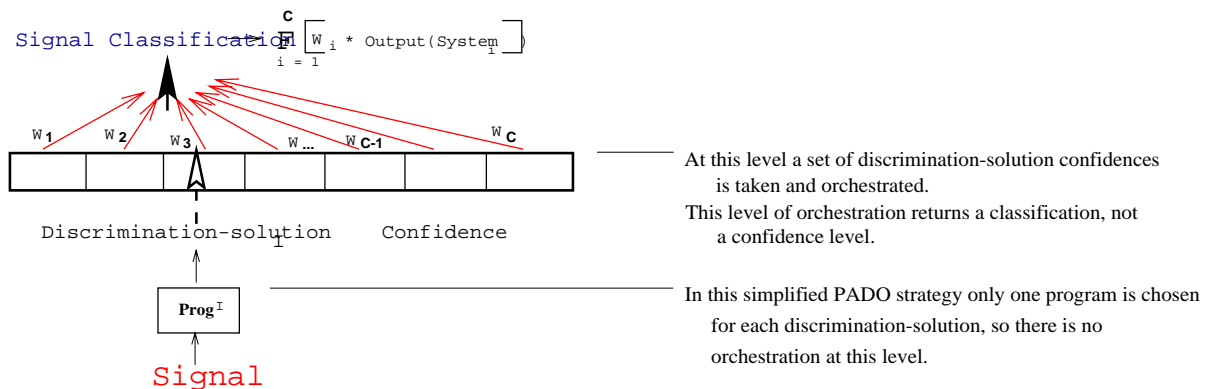 C
Signal Classification F [ W i * Output(System i ) ]
i = 1
W 1 W 2 W 3 W ... W C-1 W C
At this level a set of discrimination-solution confidences
is taken and orchestrated.
This level of orchestration returns a classification, not
a confidence level.
Discrimination-solution I Confidence
In this simplified PADO strategy only one program is chosen
for each discrimination-solution, so there is no
orchestration at this level.
Prog I
Signal